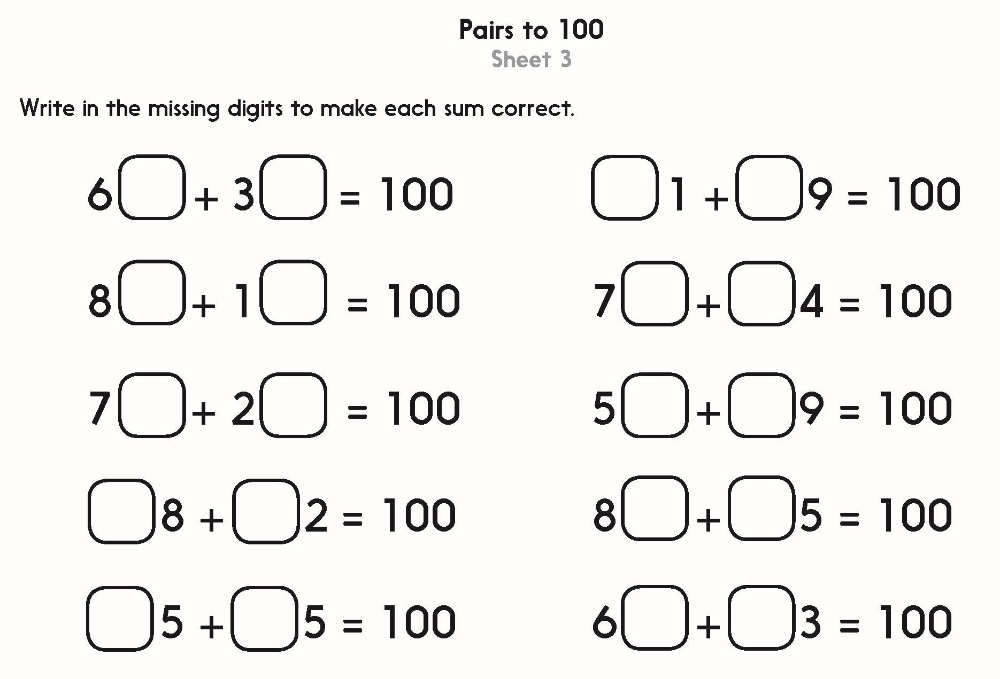 Pairs to 100
Sheet 3
Write in the missing digits to make each sum correct.
6 + 3 = 100
1 + 9 = 100
8 + 1 = 100
7 + 4 = 100
7 + 2 = 100
5 + 9 = 100
8 + 2 = 100
8 + 5 = 100
5 + 5 = 100
6 + 3 = 100